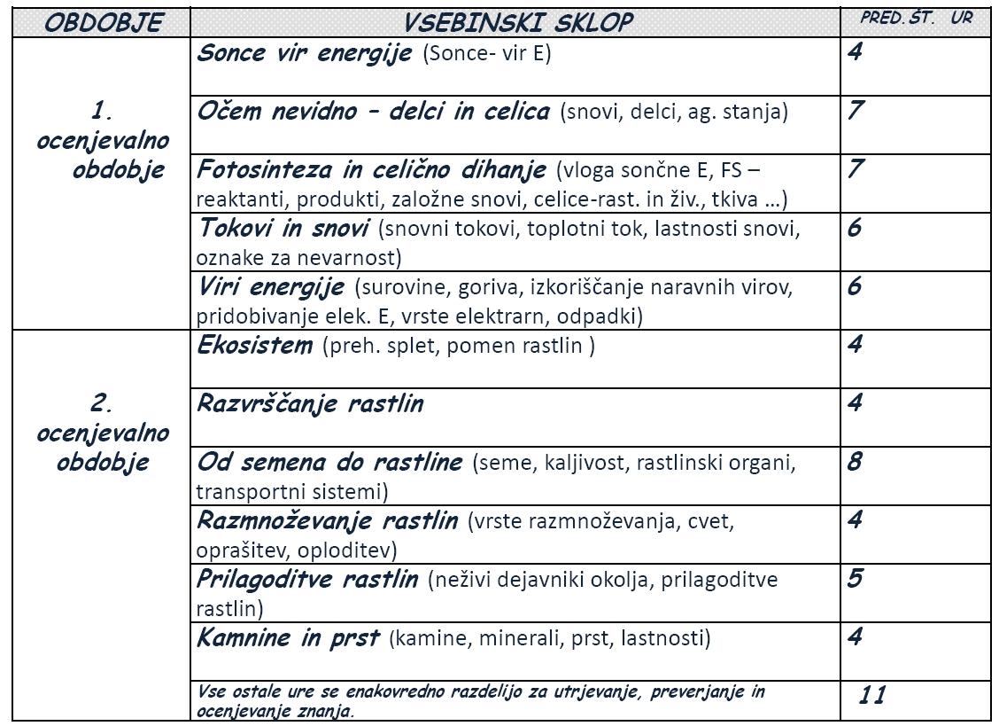 OBDOBJE VSEBINSKI SKLOP PRED. ŠT. UR
1.
ocenjevalno
obdobje
Sonce vir energije (Sonce- vir E) 4
Očem nevidno – delci in celica (snovi, delci, ag. stanja) 7
Fotosinteza in celično dihanje (vloga sončne E, FS – 7
reaktanti, produkti, založne snovi, celice-rast. in živ., tkiva …)
Tokovi in snovi (snovni tokovi, toplotni tok, lastnosti snovi, 6
oznake za nevarnost)
Viri energije (surovine, goriva, izkoriščanje naravnih virov, 6
pridobivanje elek. E, vrste elektrarn, odpadki)
2.
ocenjevalno
obdobje
Ekosistem (preh. splet, pomen rastlin ) 4
Razvrščanje rastlin 4
Od semena do rastline (seme, kaljivost, rastlinski organi, 8
transportni sistemi)
Razmnoževanje rastlin (vrste razmnoževanja, cvet, 4
oprašitev, oploditev)
Prilagoditve rastlin (neživi dejavniki okolja, prilagoditve 5
rastlin)
Kamnine in prst (kamine, minerali, prst, lastnosti) 4
Vse ostale ure se enakovredno razdelijo za utrjevanje, preverjanje in 11
ocenjevanje znanja.